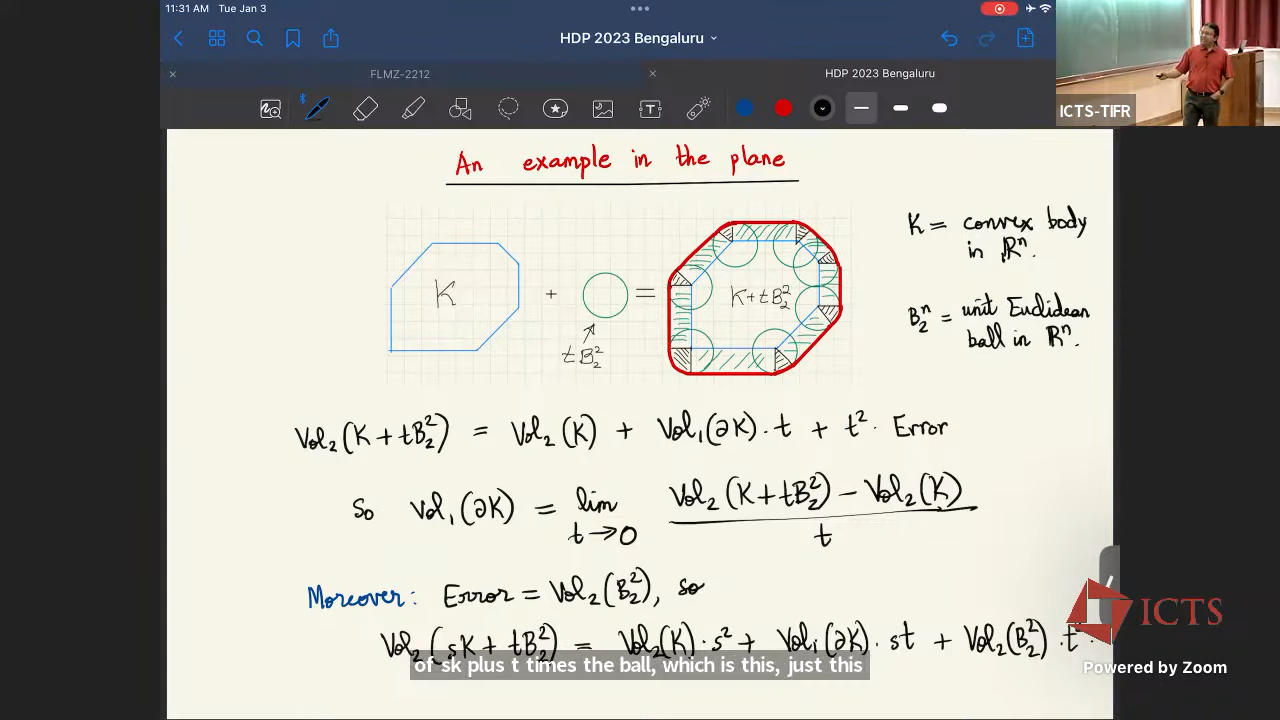 11:31 AM Tue Jan 3
HDP 2023 Bengaluru
FLMZ-2212
HDP 2023 Bengaluru
ICTS-TIFR
An example in the plane
K
+
=
K+tB₂²
tB₂²
K = convex body
in ℝⁿ.
B₂ⁿ = unit Euclidean
ball in ℝⁿ.
Vol₂(K+tB₂²) = Vol₂(K) + Vol₁(∂K)·t + t²· Error
So Vol₁(∂K) = lim t→0 (Vol₂(K+tB₂²) − Vol₂(K)) / t
Moreover: Error = Vol₂(B₂²), so
Vol₂(sK+tB₂²) = Vol₂(K)·s² + Vol₁(∂K)·st + Vol₂(B₂²)·t²
of sk plus t times the ball, which is this, just this
ICTS
Powered by Zoom